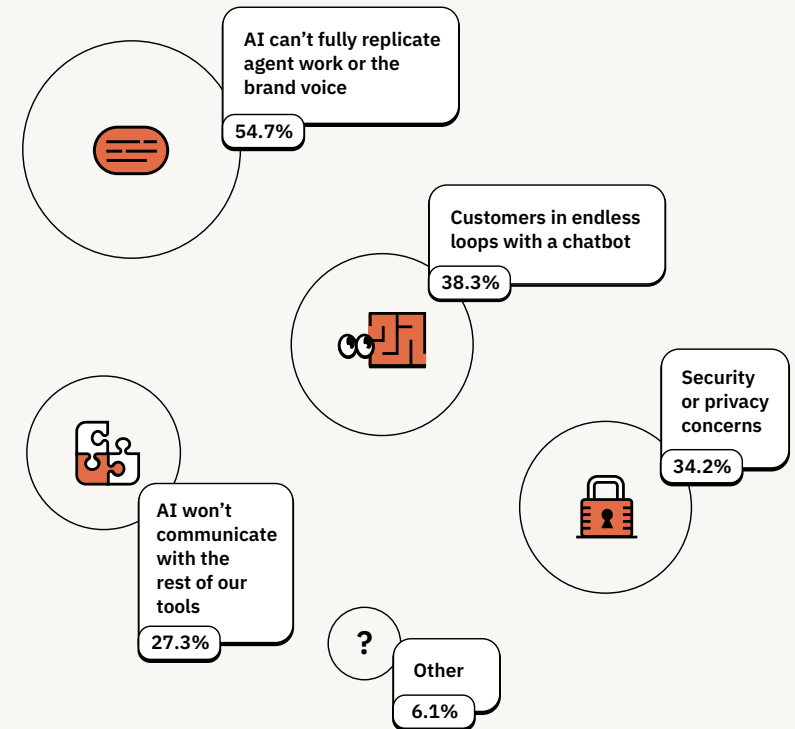 AI can’t fully replicate
agent work or the
brand voice
54.7%
Customers in endless
loops with a chatbot
38.3%
Security
or privacy
concerns
34.2%
AI won’t
communicate
with the
rest of our
tools
27.3%
?
Other
6.1%